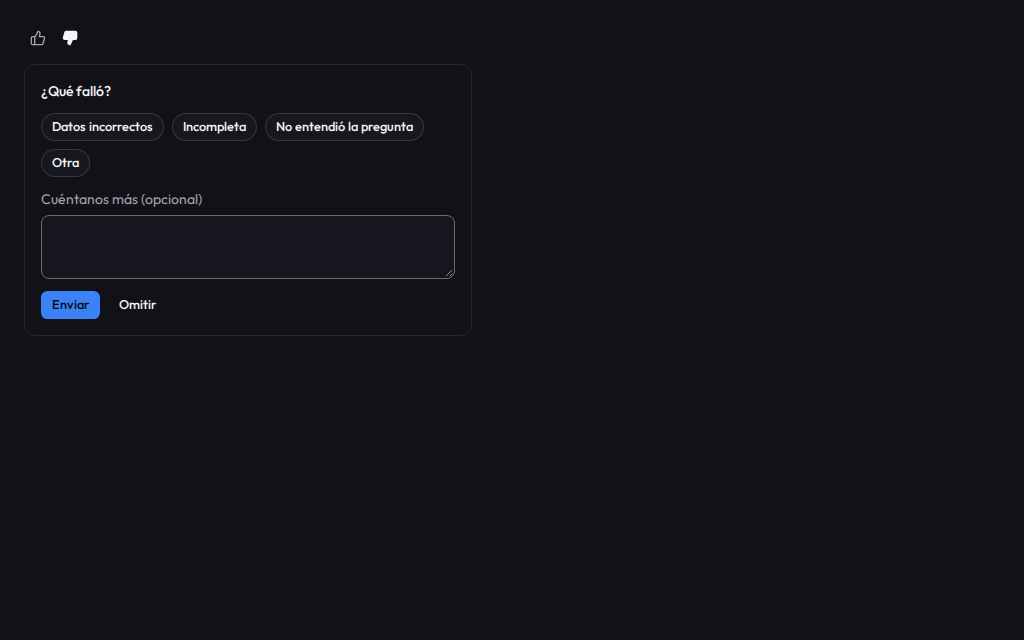 ¿Qué falló?
Datos incorrectos Incompleta No entendió la pregunta
Otra
Cuéntanos más (opcional)
Enviar Omitir